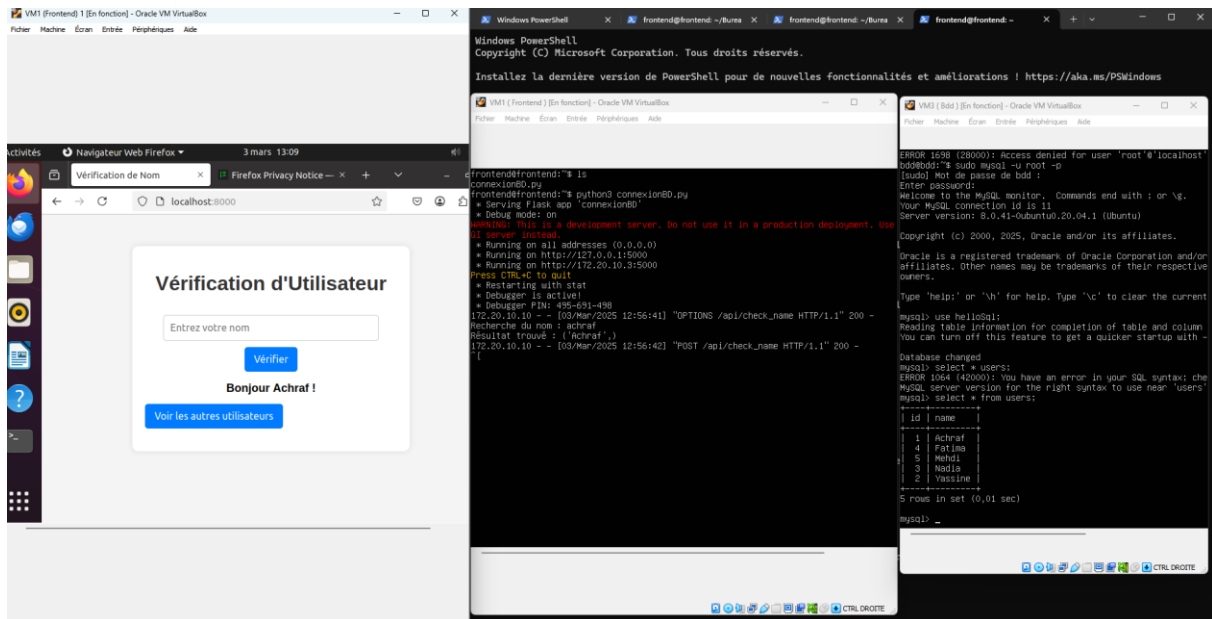 VM1 (Frontend) 1 [En fonction] - Oracle VM VirtualBox
Fichier Machine Écran Entrée Périphériques Aide
Activités
Navigateur Web Firefox
3 mars 13:09
Vérification de Nom
Firefox Privacy Notice —
localhost:8000
Vérification d'Utilisateur
Entrez votre nom
Vérifier
Bonjour Achraf !
Voir les autres utilisateurs
Windows PowerShell
frontend@frontend: ~/Burea
frontend@frontend: ~/Burea
frontend@frontend: ~
Windows PowerShell
Copyright (C) Microsoft Corporation. Tous droits réservés.
Installez la dernière version de PowerShell pour de nouvelles fonctionnalités et améliorations ! https://aka.ms/PSWindows
VM1 ( Frontend ) [En fonction] - Oracle VM VirtualBox
Fichier Machine Écran Entrée Périphériques Aide
frontend@frontend:~$ ls
connexionBD.py
frontend@frontend:~$ python3 connexionBD.py
* Serving Flask app 'connexionBD'
* Debug mode: on
WARNING: This is a development server. Do not use it in a production deployment. Use
GI server instead.
* Running on all addresses (0.0.0.0)
* Running on http://127.0.0.1:5000
* Running on http://172.20.10.3:5000
Press CTRL+C to quit
* Restarting with stat
* Debugger is active!
* Debugger PIN: 495-691-498
172.20.10.10 - - [03/Mar/2025 12:56:41] "OPTIONS /api/check_name HTTP/1.1" 200 -
Recherche du nom : achraf
Résultat trouvé : ('Achraf',)
172.20.10.10 - - [03/Mar/2025 12:56:42] "POST /api/check_name HTTP/1.1" 200 -
^[
CTRL DROITE
VM3 ( Bdd ) [En fonction] - Oracle VM VirtualBox
Fichier Machine Écran Entrée Périphériques Aide
ERROR 1698 (28000): Access denied for user 'root'@'localhost'
bdd@bdd:~$ sudo mysql -u root -p
[sudo] Mot de passe de bdd :
Enter password:
Welcome to the MySQL monitor. Commands end with ; or \g.
Your MySQL connection id is 11
Server version: 8.0.41-0ubuntu0.20.04.1 (Ubuntu)
Copyright (c) 2000, 2025, Oracle and/or its affiliates.
Oracle is a registered trademark of Oracle Corporation and/or
affiliates. Other names may be trademarks of their respective
owners.
Type 'help;' or '\h' for help. Type '\c' to clear the current
mysql> use helloSql;
Reading table information for completion of table and column
You can turn off this feature to get a quicker startup with -
Database changed
mysql> select * users;
ERROR 1064 (42000): You have an error in your SQL syntax; che
MySQL server version for the right syntax to use near 'users'
mysql> select * from users;
+----+---------+
| id | name |
+----+---------+
| 1 | Achraf |
| 4 | Fatima |
| 5 | Mehdi |
| 3 | Nadia |
| 2 | Yassine |
+----+---------+
5 rows in set (0,01 sec)
mysql> _
CTRL DROITE